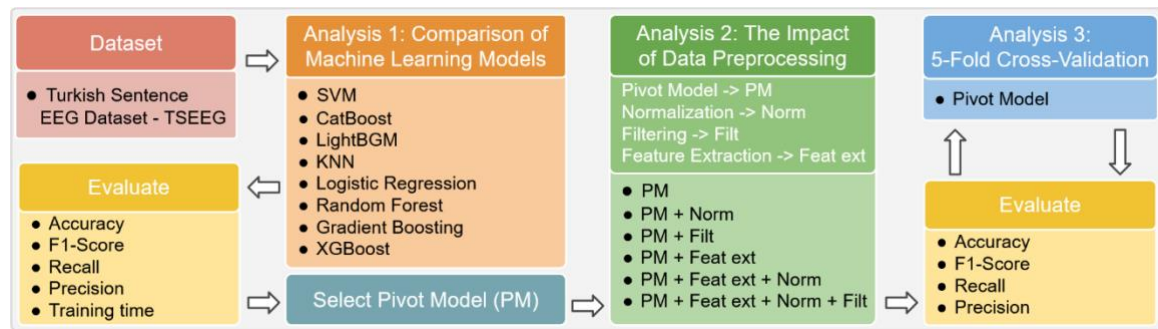 Dataset
● Turkish Sentence
EEG Dataset - TSEEG
Evaluate
● Accuracy
● F1-Score
● Recall
● Precision
● Training time
Analysis 1: Comparison of
Machine Learning Models
● SVM
● CatBoost
● LightBGM
● KNN
● Logistic Regression
● Random Forest
● Gradient Boosting
● XGBoost
Select Pivot Model (PM)
Analysis 2: The Impact
of Data Preprocessing
Pivot Model -> PM
Normalization -> Norm
Filtering -> Filt
Feature Extraction -> Feat ext
● PM
● PM + Norm
● PM + Filt
● PM + Feat ext
● PM + Feat ext + Norm
● PM + Feat ext + Norm + Filt
Analysis 3:
5-Fold Cross-Validation
● Pivot Model
Evaluate
● Accuracy
● F1-Score
● Recall
● Precision